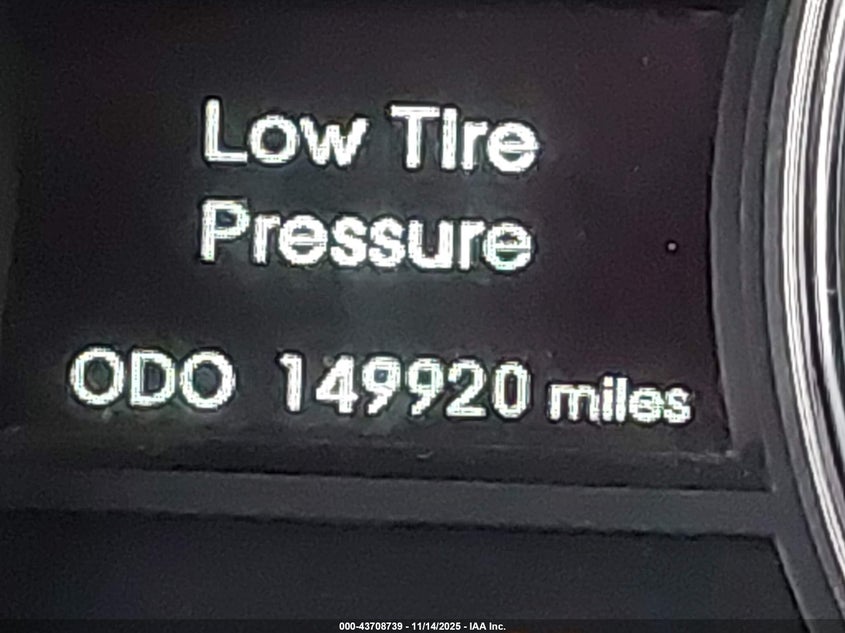 Low Tire
Pressure
ODO 149920 miles
000-43708739 - 11/14/2025 - IAA Inc.